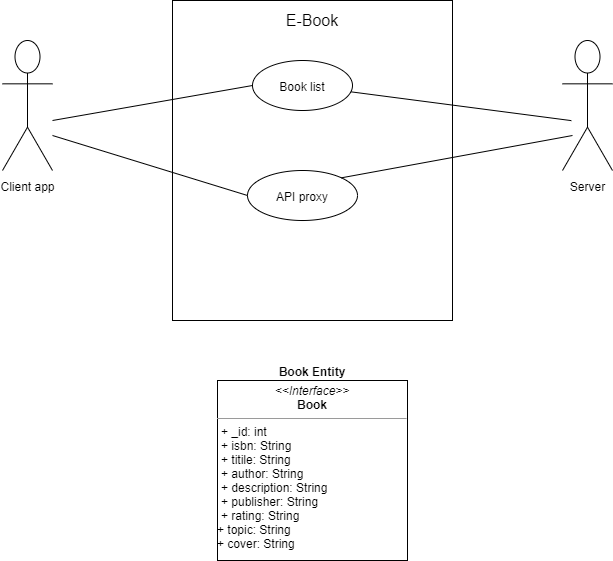 E-Book
Book list
API proxy
Client app
Server
Book Entity
<<Interface>>
Book
+ _id: int
+ isbn: String
+ titile: String
+ author: String
+ description: String
+ publisher: String
+ rating: String
+ topic: String
+ cover: String